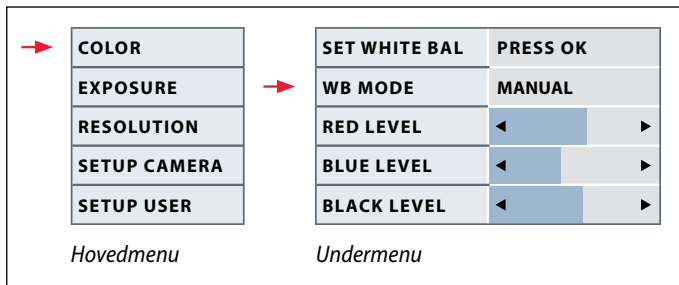 COLOR
EXPOSURE
RESOLUTION
SETUP CAMERA
SETUP USER
Hovedmenu
SET WHITE BAL PRESS OK
WB MODE MANUAL
RED LEVEL
BLUE LEVEL
BLACK LEVEL
Undermenu